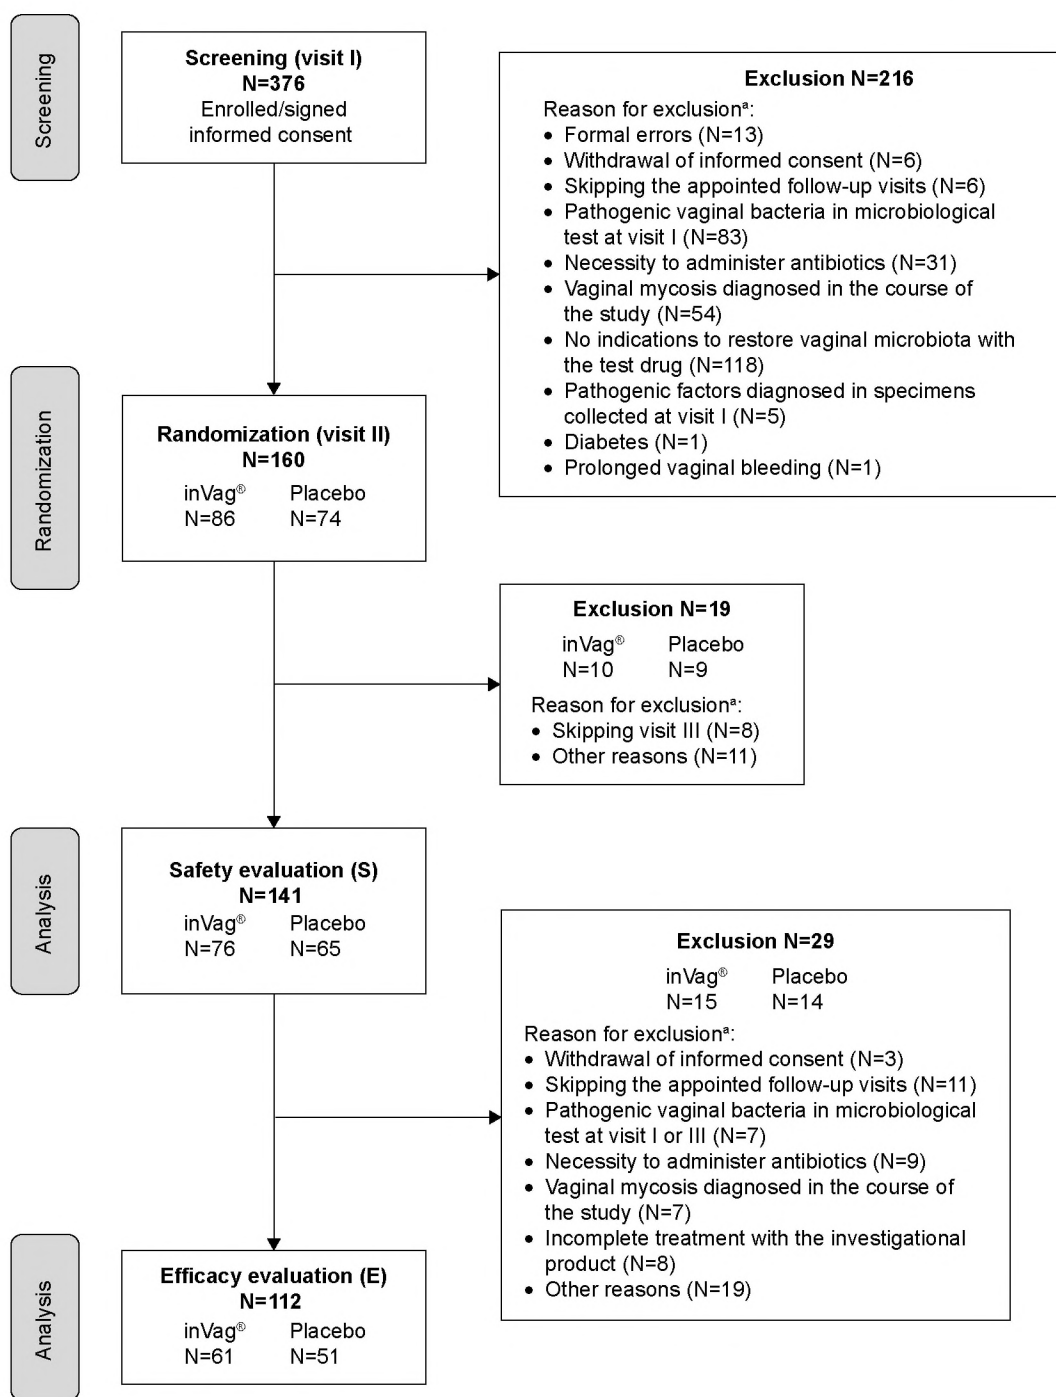 Screening
Screening (visit I)
N=376
Enrolled/signed
informed consent
Exclusion N=216
Reason for exclusionᵃ:
• Formal errors (N=13)
• Withdrawal of informed consent (N=6)
• Skipping the appointed follow-up visits (N=6)
• Pathogenic vaginal bacteria in microbiological
test at visit I (N=83)
• Necessity to administer antibiotics (N=31)
• Vaginal mycosis diagnosed in the course of
the study (N=54)
• No indications to restore vaginal microbiota with
the test drug (N=118)
• Pathogenic factors diagnosed in specimens
collected at visit I (N=5)
• Diabetes (N=1)
• Prolonged vaginal bleeding (N=1)
Randomization
Randomization (visit II)
N=160
inVag® Placebo
N=86 N=74
Exclusion N=19
inVag® Placebo
N=10 N=9
Reason for exclusionᵃ:
• Skipping visit III (N=8)
• Other reasons (N=11)
Analysis
Safety evaluation (S)
N=141
inVag® Placebo
N=76 N=65
Exclusion N=29
inVag® Placebo
N=15 N=14
Reason for exclusionᵃ:
• Withdrawal of informed consent (N=3)
• Skipping the appointed follow-up visits (N=11)
• Pathogenic vaginal bacteria in microbiological
test at visit I or III (N=7)
• Necessity to administer antibiotics (N=9)
• Vaginal mycosis diagnosed in the course of
the study (N=7)
• Incomplete treatment with the investigational
product (N=8)
• Other reasons (N=19)
Analysis
Efficacy evaluation (E)
N=112
inVag® Placebo
N=61 N=51